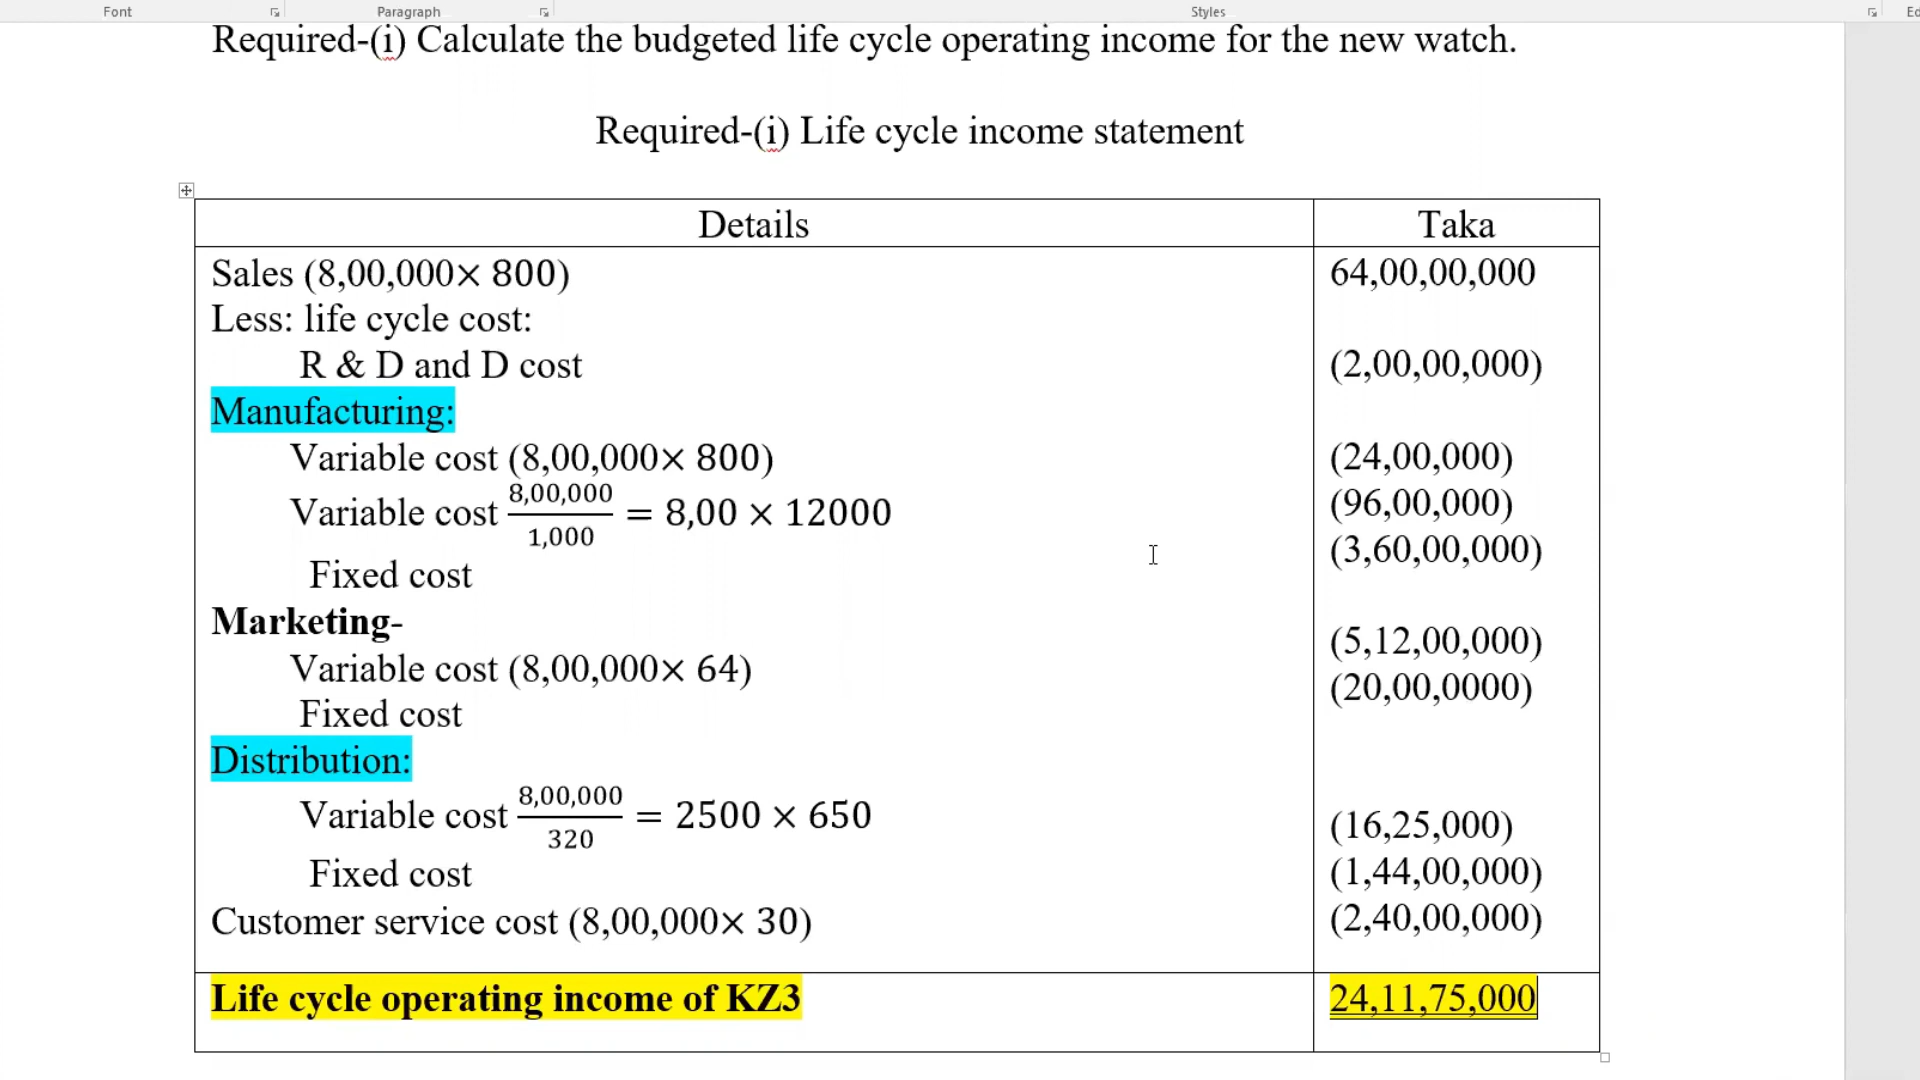 Font Paragraph Styles Ed
Required-(i) Calculate the budgeted life cycle operating income for the new watch.
Required-(i) Life cycle income statement
Details Taka
Sales (8,00,000× 800) 64,00,00,000
Less: life cycle cost:
R & D and D cost (2,00,00,000)
Manufacturing:
Variable cost (8,00,000× 800) (24,00,000)
Variable cost 8,00,000/1,000 = 8,00 × 12000 (96,00,000)
Fixed cost (3,60,00,000)
Marketing-
Variable cost (8,00,000× 64) (5,12,00,000)
Fixed cost (20,00,0000)
Distribution:
Variable cost 8,00,000/320 = 2500 × 650 (16,25,000)
Fixed cost (1,44,00,000)
Customer service cost (8,00,000× 30) (2,40,00,000)
Life cycle operating income of KZ3 24,11,75,000